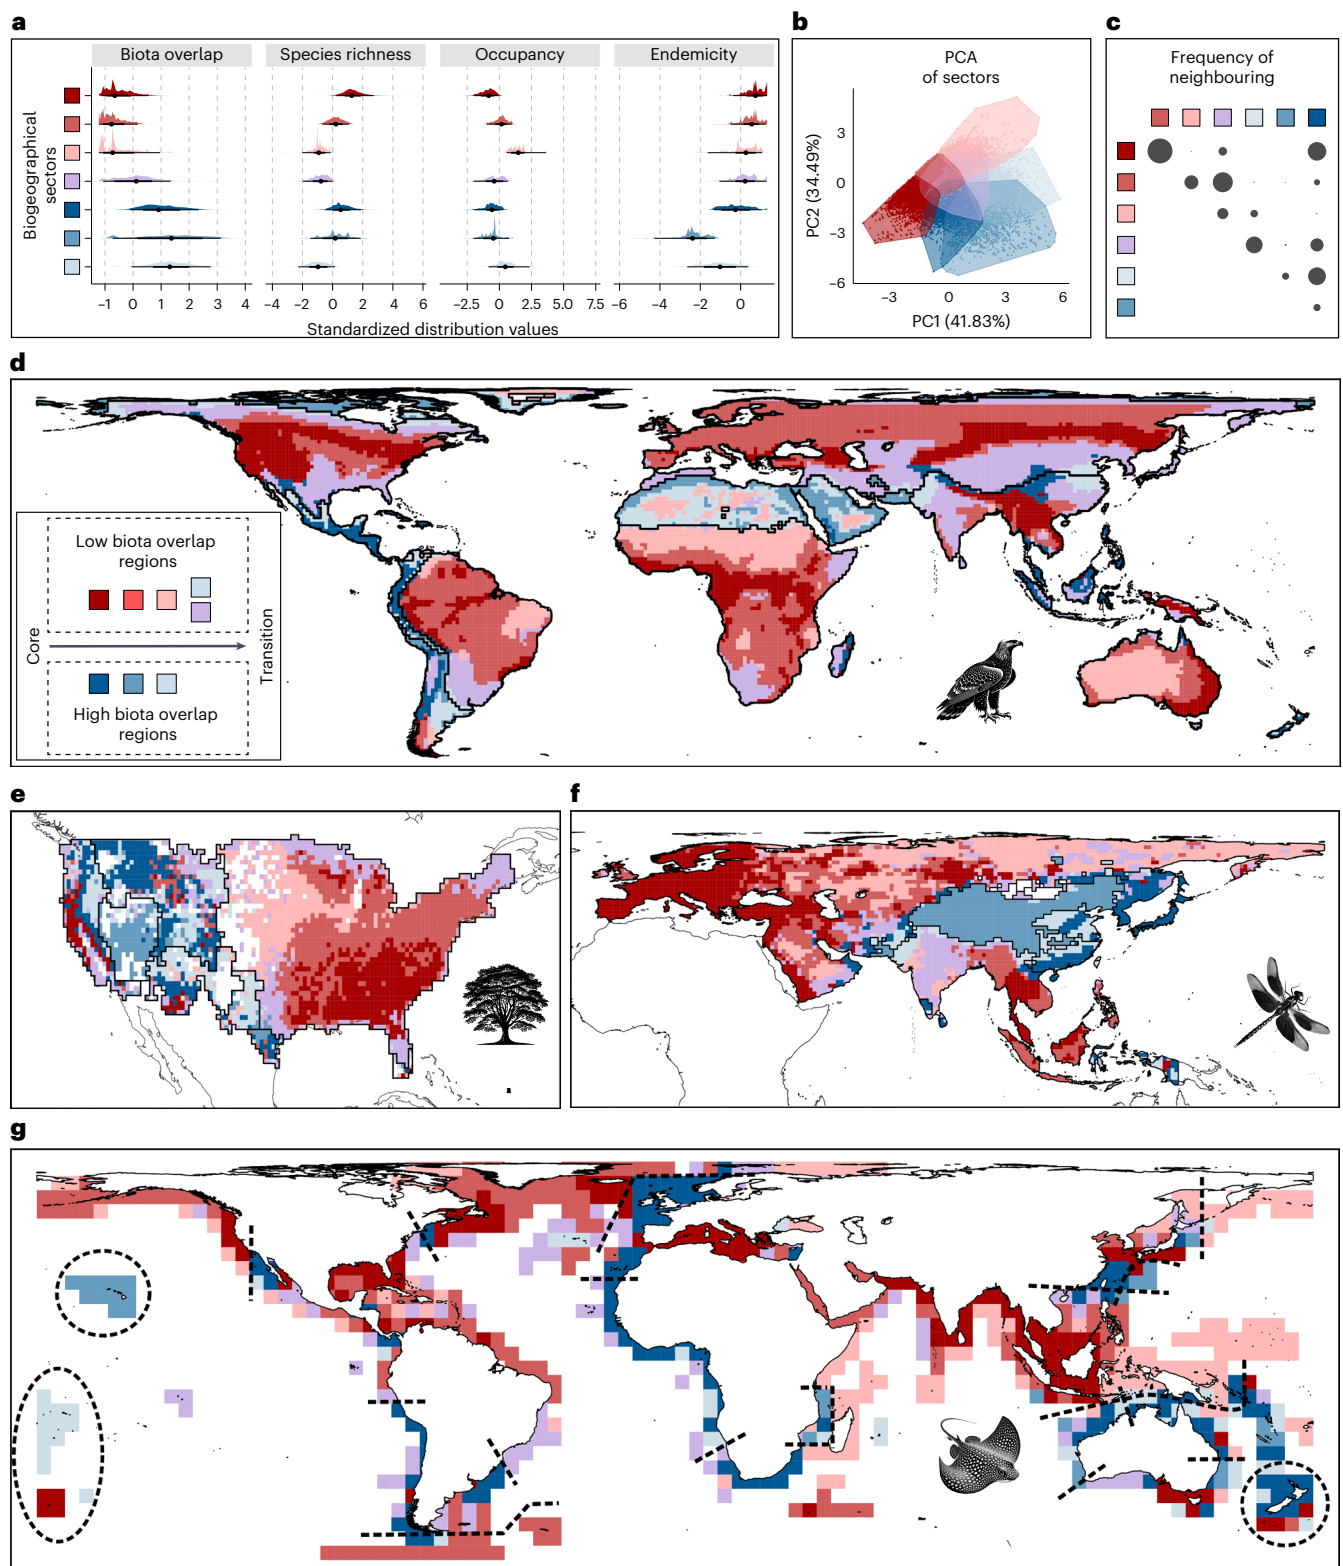 a
Biota overlap
Species richness
Occupancy
Endemicity
Biogeographical
sectors
−1 0 1 2 3 4
−2 0 2 4 6
−2.5 0 2.5 5.0 7.5
−6 −4 −2 0
Standardized distribution values
b
PCA
of sectors
PC2 (34.49%)
3
0
−3
−6
−3 0 3 6
PC1 (41.83%)
c
Frequency of
neighbouring
d
Low biota overlap
regions
Core
Transition
High biota overlap
regions
e
f
g